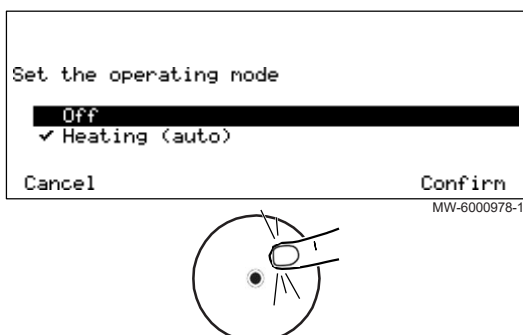 Set the operating mode
Off
✔ Heating (auto)
Cancel Confirm
MW-6000978-1